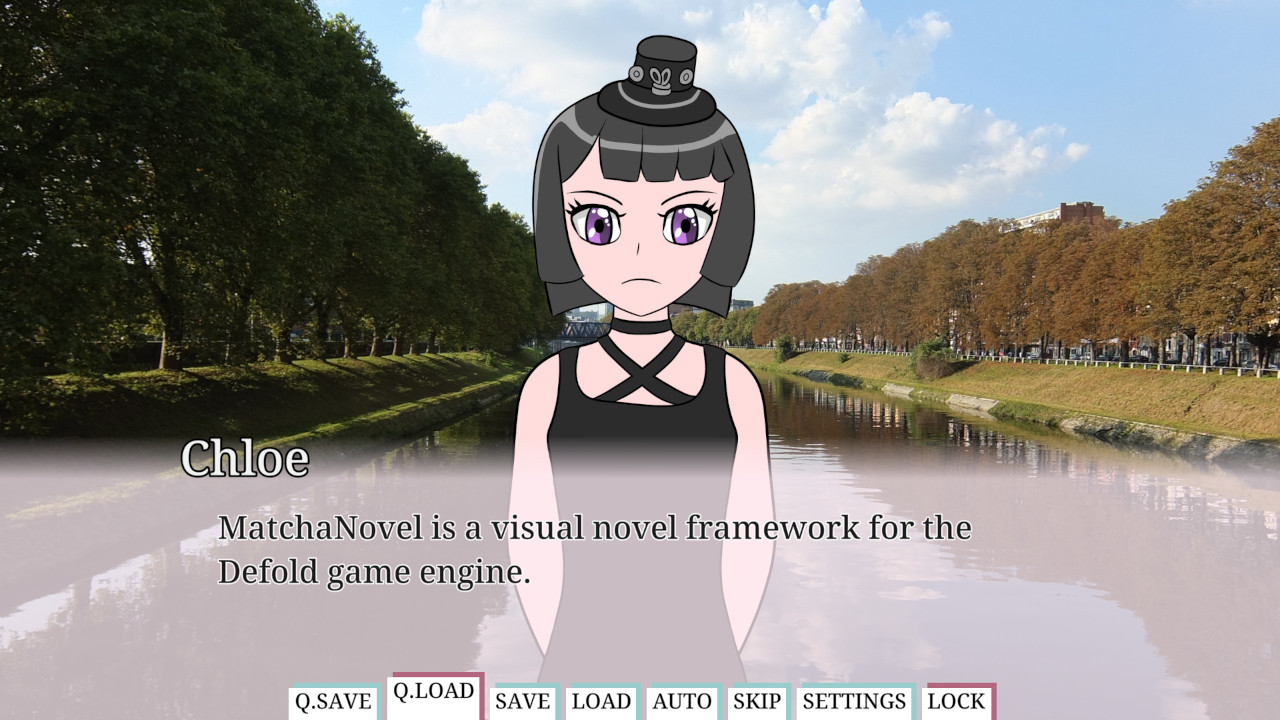 Chloe
MatchaNovel is a visual novel framework for the
Defold game engine.
Q.SAVE Q.LOAD SAVE LOAD AUTO SKIP SETTINGS LOCK